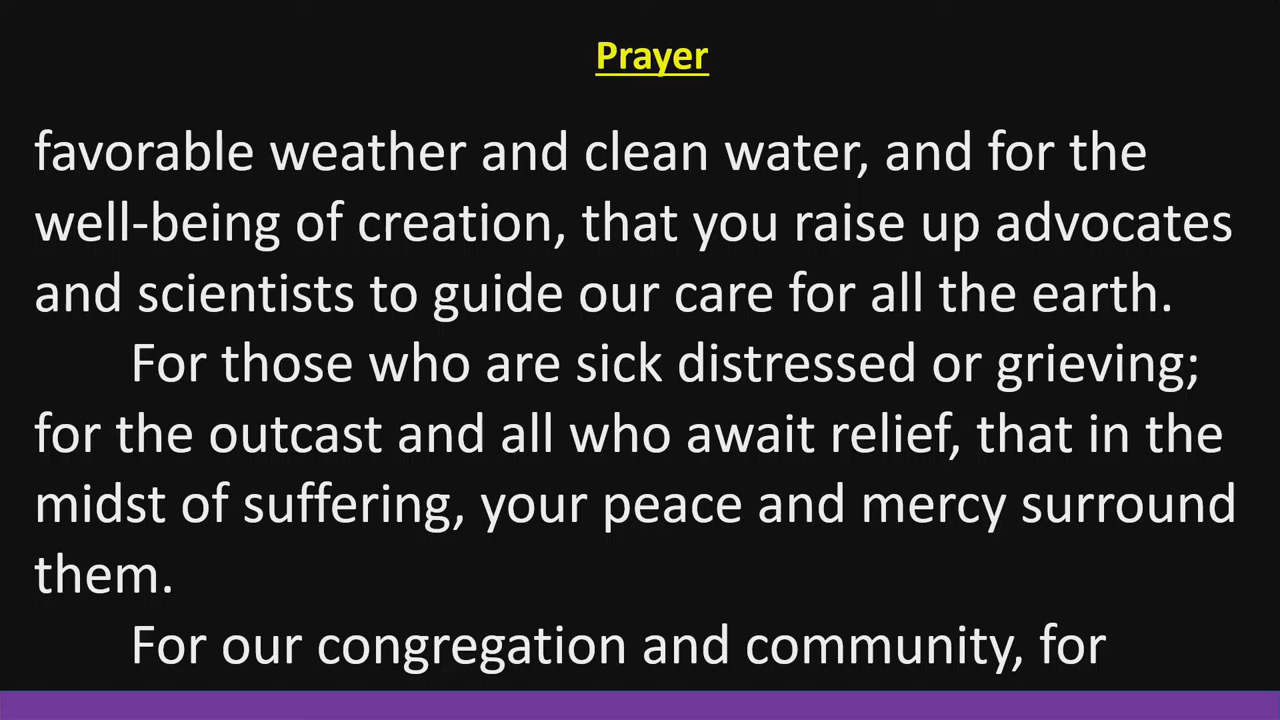 Prayer
favorable weather and clean water, and for the
well-being of creation, that you raise up advocates
and scientists to guide our care for all the earth.
For those who are sick distressed or grieving;
for the outcast and all who await relief, that in the
midst of suffering, your peace and mercy surround
them.
For our congregation and community, for